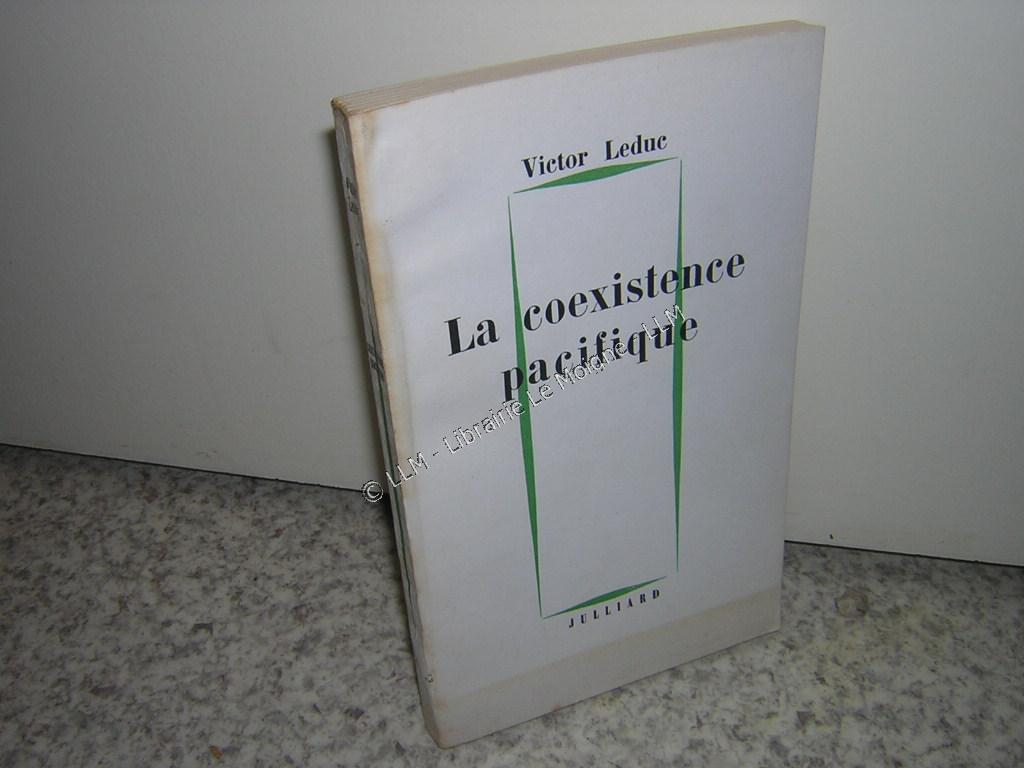 Victor Leduc
La coexistence
pacifique
JULLIARD
© LLM - Librairie Le Moigne - LLM